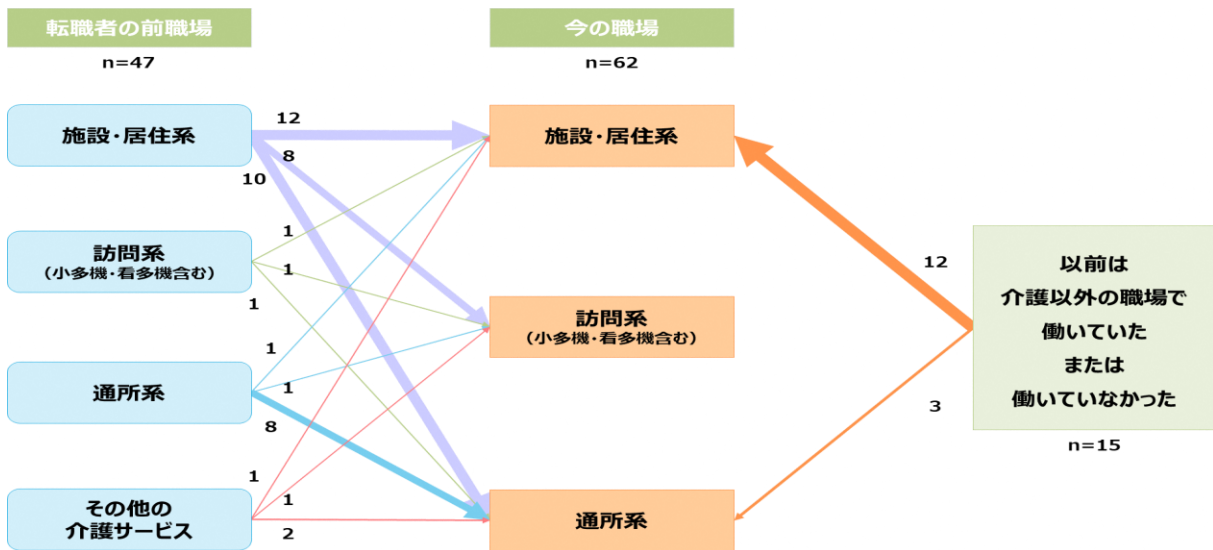 転職者の前職場
今の職場
n=47
n=62
施設・居住系
12
8
10
施設・居住系
訪問系
(小多機・看多機含む)
1
1
1
訪問系
(小多機・看多機含む)
12
3
以前は
介護以外の職場で
働いていた
または
働いていなかった
n=15
通所系
1
1
8
その他の
介護サービス
1
1
2
通所系